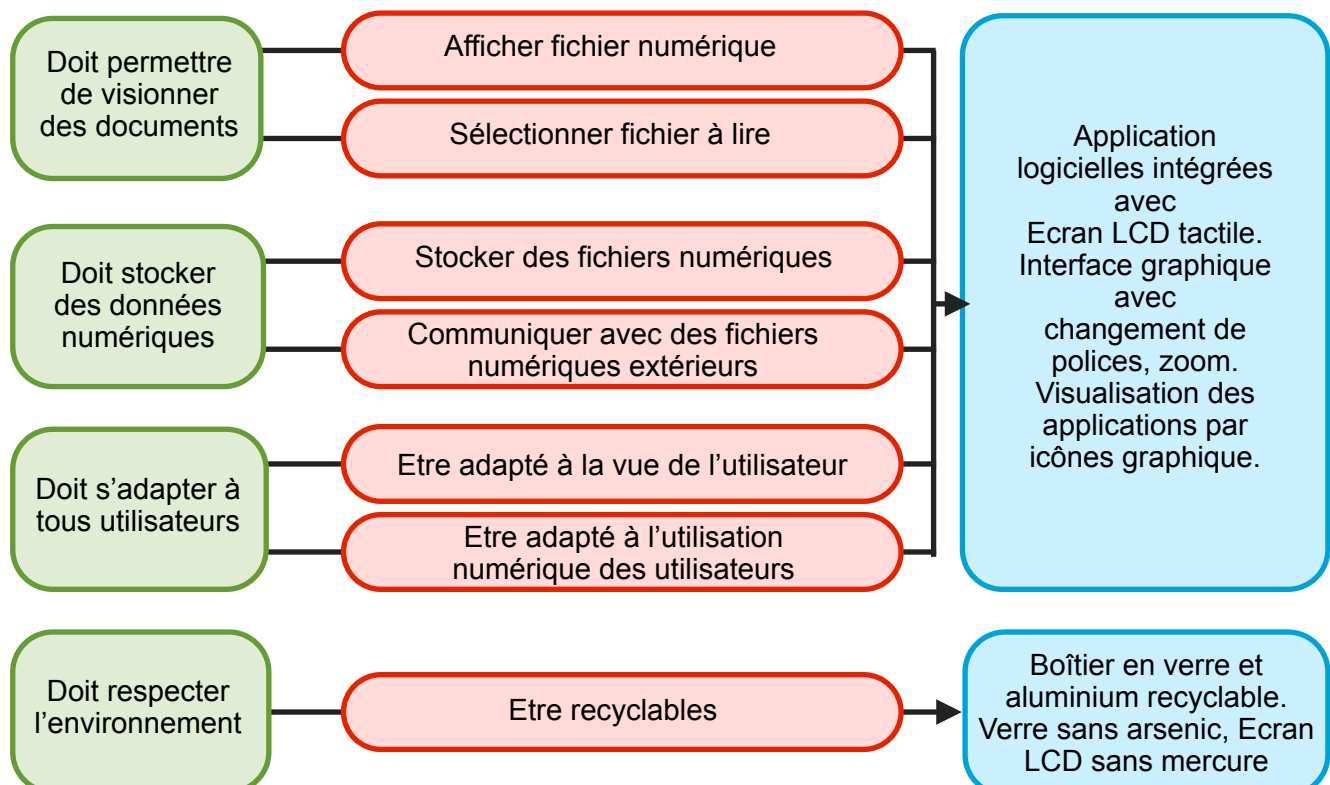 Doit permettre
de visionner
des documents
Afficher fichier numérique
Sélectionner fichier à lire
Doit stocker
des données
numériques
Stocker des fichiers numériques
Communiquer avec des fichiers
numériques extérieurs
Doit s’adapter à
tous utilisateurs
Etre adapté à la vue de l’utilisateur
Etre adapté à l’utilisation
numérique des utilisateurs
Application
logicielles intégrées
avec
Ecran LCD tactile.
Interface graphique
avec
changement de
polices, zoom.
Visualisation des
applications par
icônes graphique.
Doit respecter
l’environnement
Etre recyclables
Boîtier en verre et
aluminium recyclable.
Verre sans arsenic, Ecran
LCD sans mercure